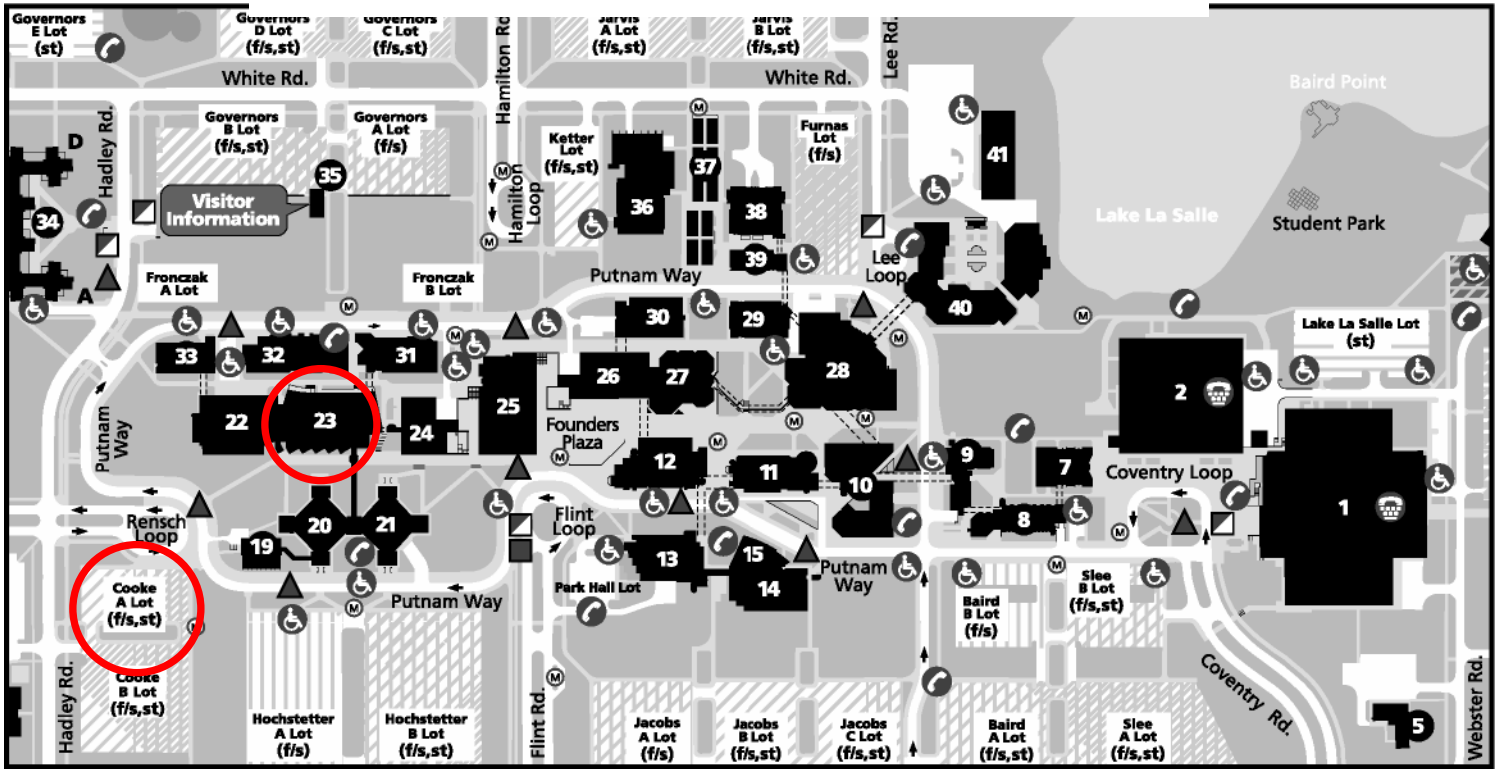 Governors
E Lot
(st)
Governors
D Lot
(f/s,st)
Governors
C Lot
(f/s,st)
Hamilton Rd.
Jarvis
A Lot
(f/s,st)
Jarvis
B Lot
(f/s,st)
Lee Rd.
White Rd.
White Rd.
Baird Point
Hadley Rd.
Governors
B Lot
(f/s,st)
Governors
A Lot
(f/s)
Ketter
Lot
(f/s,st)
M
M
37
Furnas
Lot
(f/s)
41
D
35
Visitor
Information
34
M
Hamilton
Loop
M
36
38
39
Lake La Salle
Student Park
A
Fronczak
A Lot
Fronczak
B Lot
Putnam Way
Lee
Loop
40
M
M
M
M
30
29
33
32
31
28
Lake La Salle Lot
(st)
26
27
25
2
22
23
24
Putnam
Way
Founders
Plaza
M
M
M
M
12
11
10
9
7
8
Coventry Loop
1
Rensch
Loop
20
21
19
Flint
Loop
13
15
14
Putnam
Way
M
M
Cooke
A Lot
(f/s,st)
M
M
Putnam Way
Park Hall Lot
Baird
B Lot
(f/s)
Slee
B Lot
(f/s,st)
Hadley Rd.
Cooke
B Lot
(f/s,st)
Hochstetter
A Lot
(f/s)
Hochstetter
B Lot
(f/s,st)
Flint Rd.
M
Jacobs
A Lot
(f/s)
Jacobs
B Lot
(f/s,st)
Jacobs
C Lot
(f/s)
Baird
A Lot
(f/s,st)
Slee
A Lot
(f/s,st)
Coventry Rd.
5
Webster Rd.